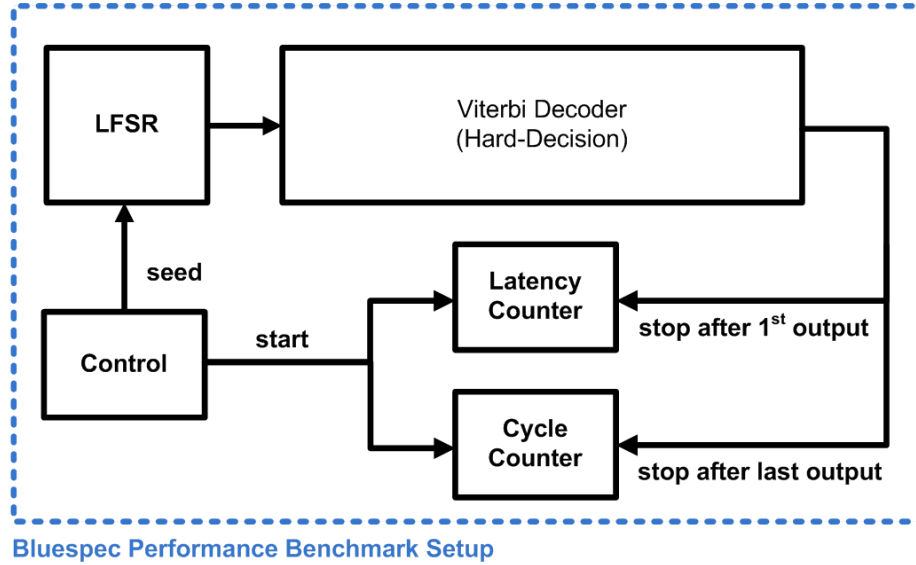 LFSR
Viterbi Decoder
(Hard-Decision)
seed
Latency
Counter
start
stop after 1st output
Control
Cycle
Counter
stop after last output
Bluespec Performance Benchmark Setup